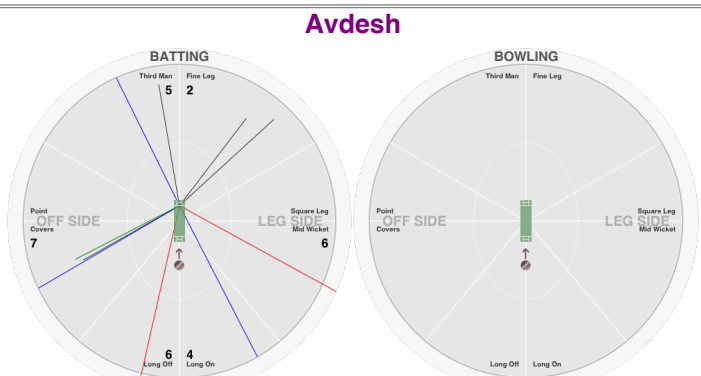 Avdesh
BATTING
Third Man Fine Leg
5 2
Point
OFF SIDE
Covers
7
Square Leg
LEG SIDE
Mid Wicket
6
6 4
Long Off Long On
BOWLING
Third Man Fine Leg
Point
OFF SIDE
Covers
Square Leg
LEG SIDE
Mid Wicket
Long Off Long On